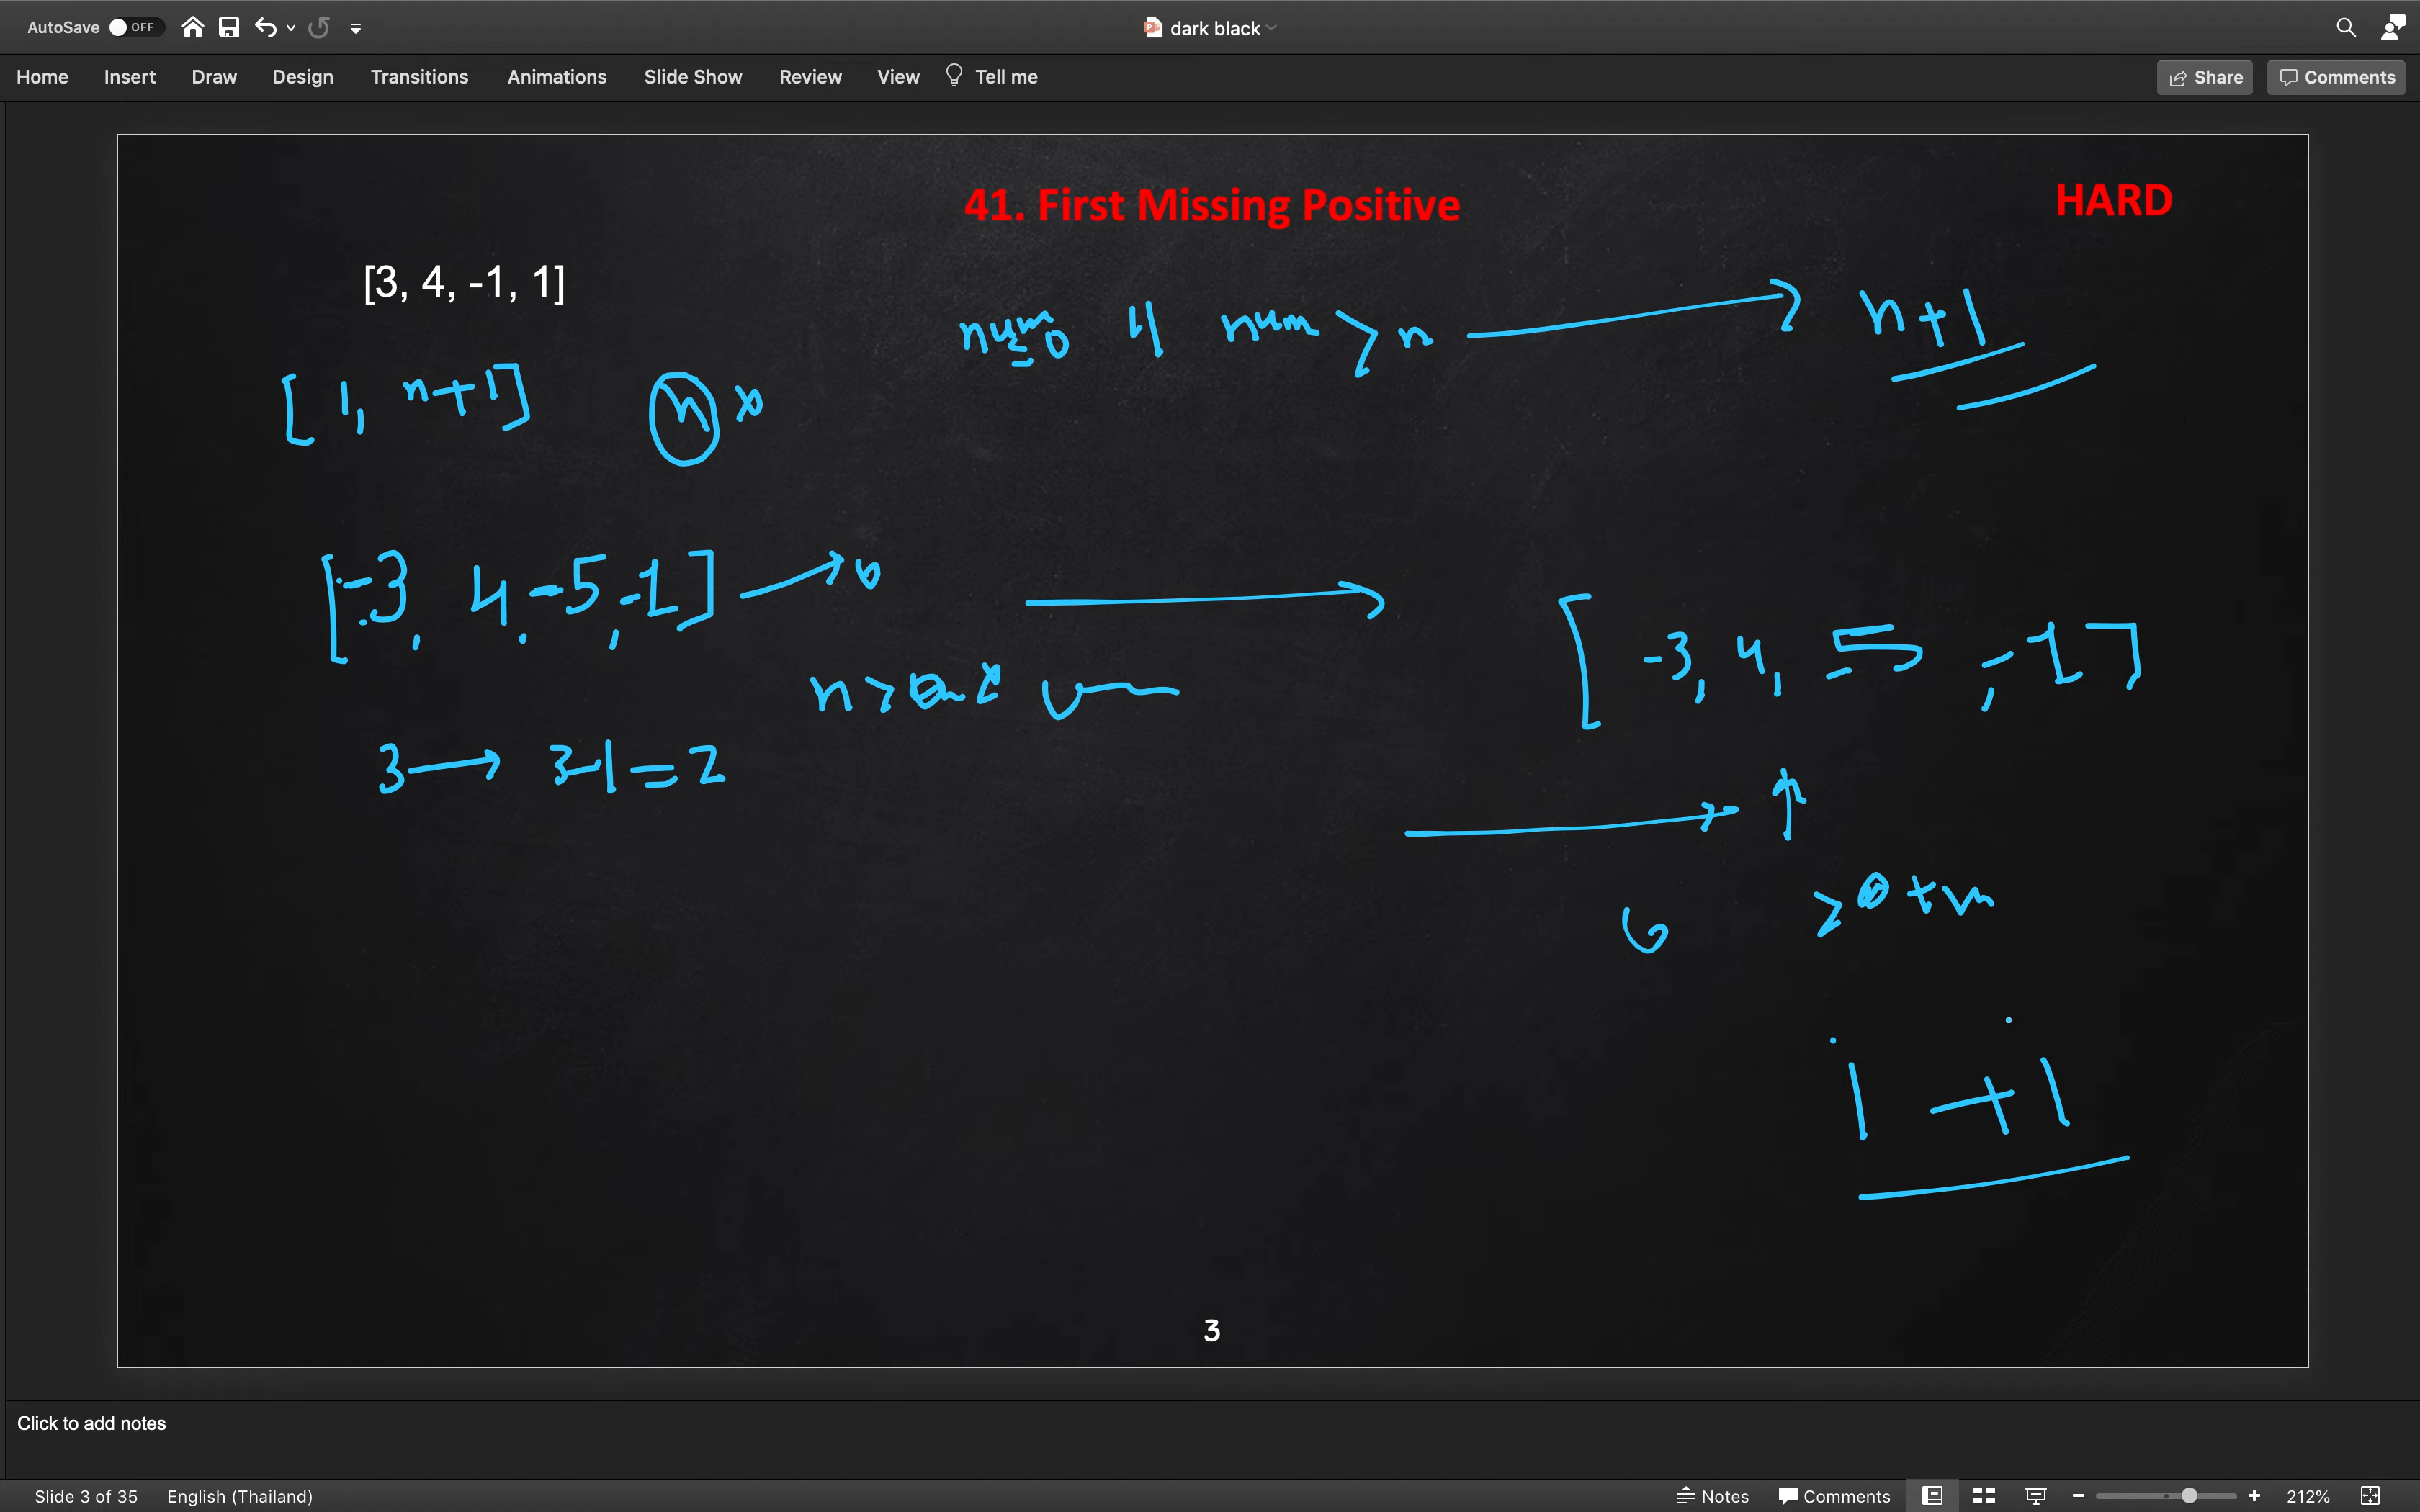 AutoSave OFF dark black
Home Insert Draw Design Transitions Animations Slide Show Review View Tell me Share Comments
41. First Missing Positive HARD
[3, 4, -1, 1]
num≤0 || num > n → n+1
[1, n+1] n
[-3, 4, -5, -1] →
[-3, 4, -5, -1]
n >
3 → 3-1=2
i +1
3
Click to add notes
Slide 3 of 35 English (Thailand) Notes Comments 212%